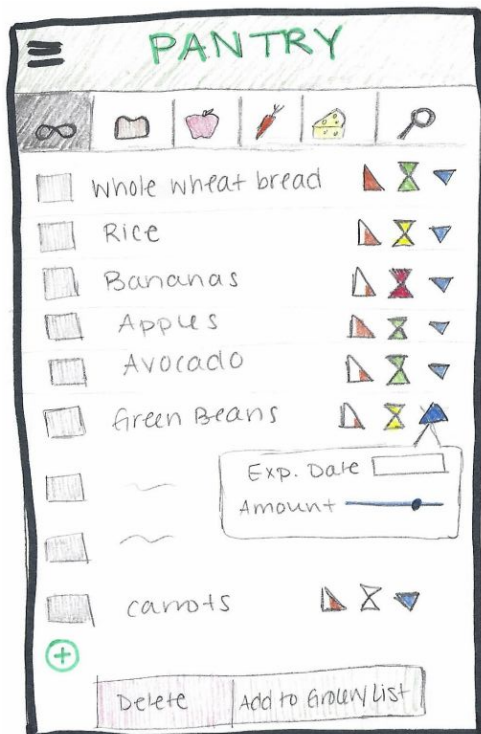 PANTRY
Whole wheat bread
Rice
Bananas
Apples
Avocado
Green Beans
Exp. Date
Amount
carrots
Delete
Add to Grocery List